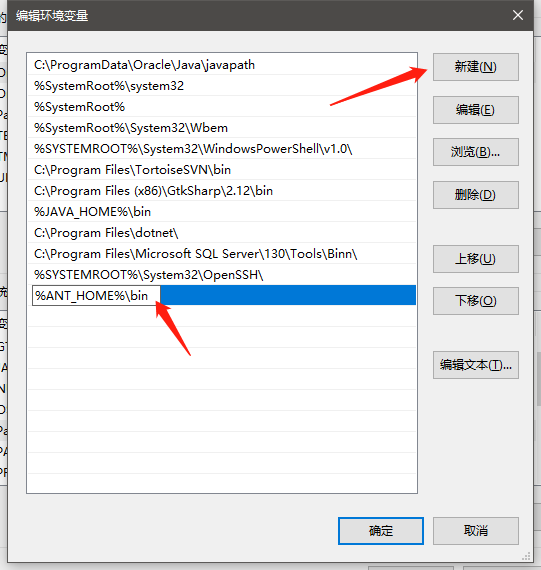 编辑环境变量
C:\ProgramData\Oracle\Java\javapath
%SystemRoot%\system32
%SystemRoot%
%SystemRoot%\System32\Wbem
%SYSTEMROOT%\System32\WindowsPowerShell\v1.0\
C:\Program Files\TortoiseSVN\bin
C:\Program Files (x86)\GtkSharp\2.12\bin
%JAVA_HOME%\bin
C:\Program Files\dotnet\
C:\Program Files\Microsoft SQL Server\130\Tools\Binn\
%SYSTEMROOT%\System32\OpenSSH\
%ANT_HOME%\bin
新建(N)
编辑(E)
浏览(B)...
删除(D)
上移(U)
下移(O)
编辑文本(T)...
确定
取消